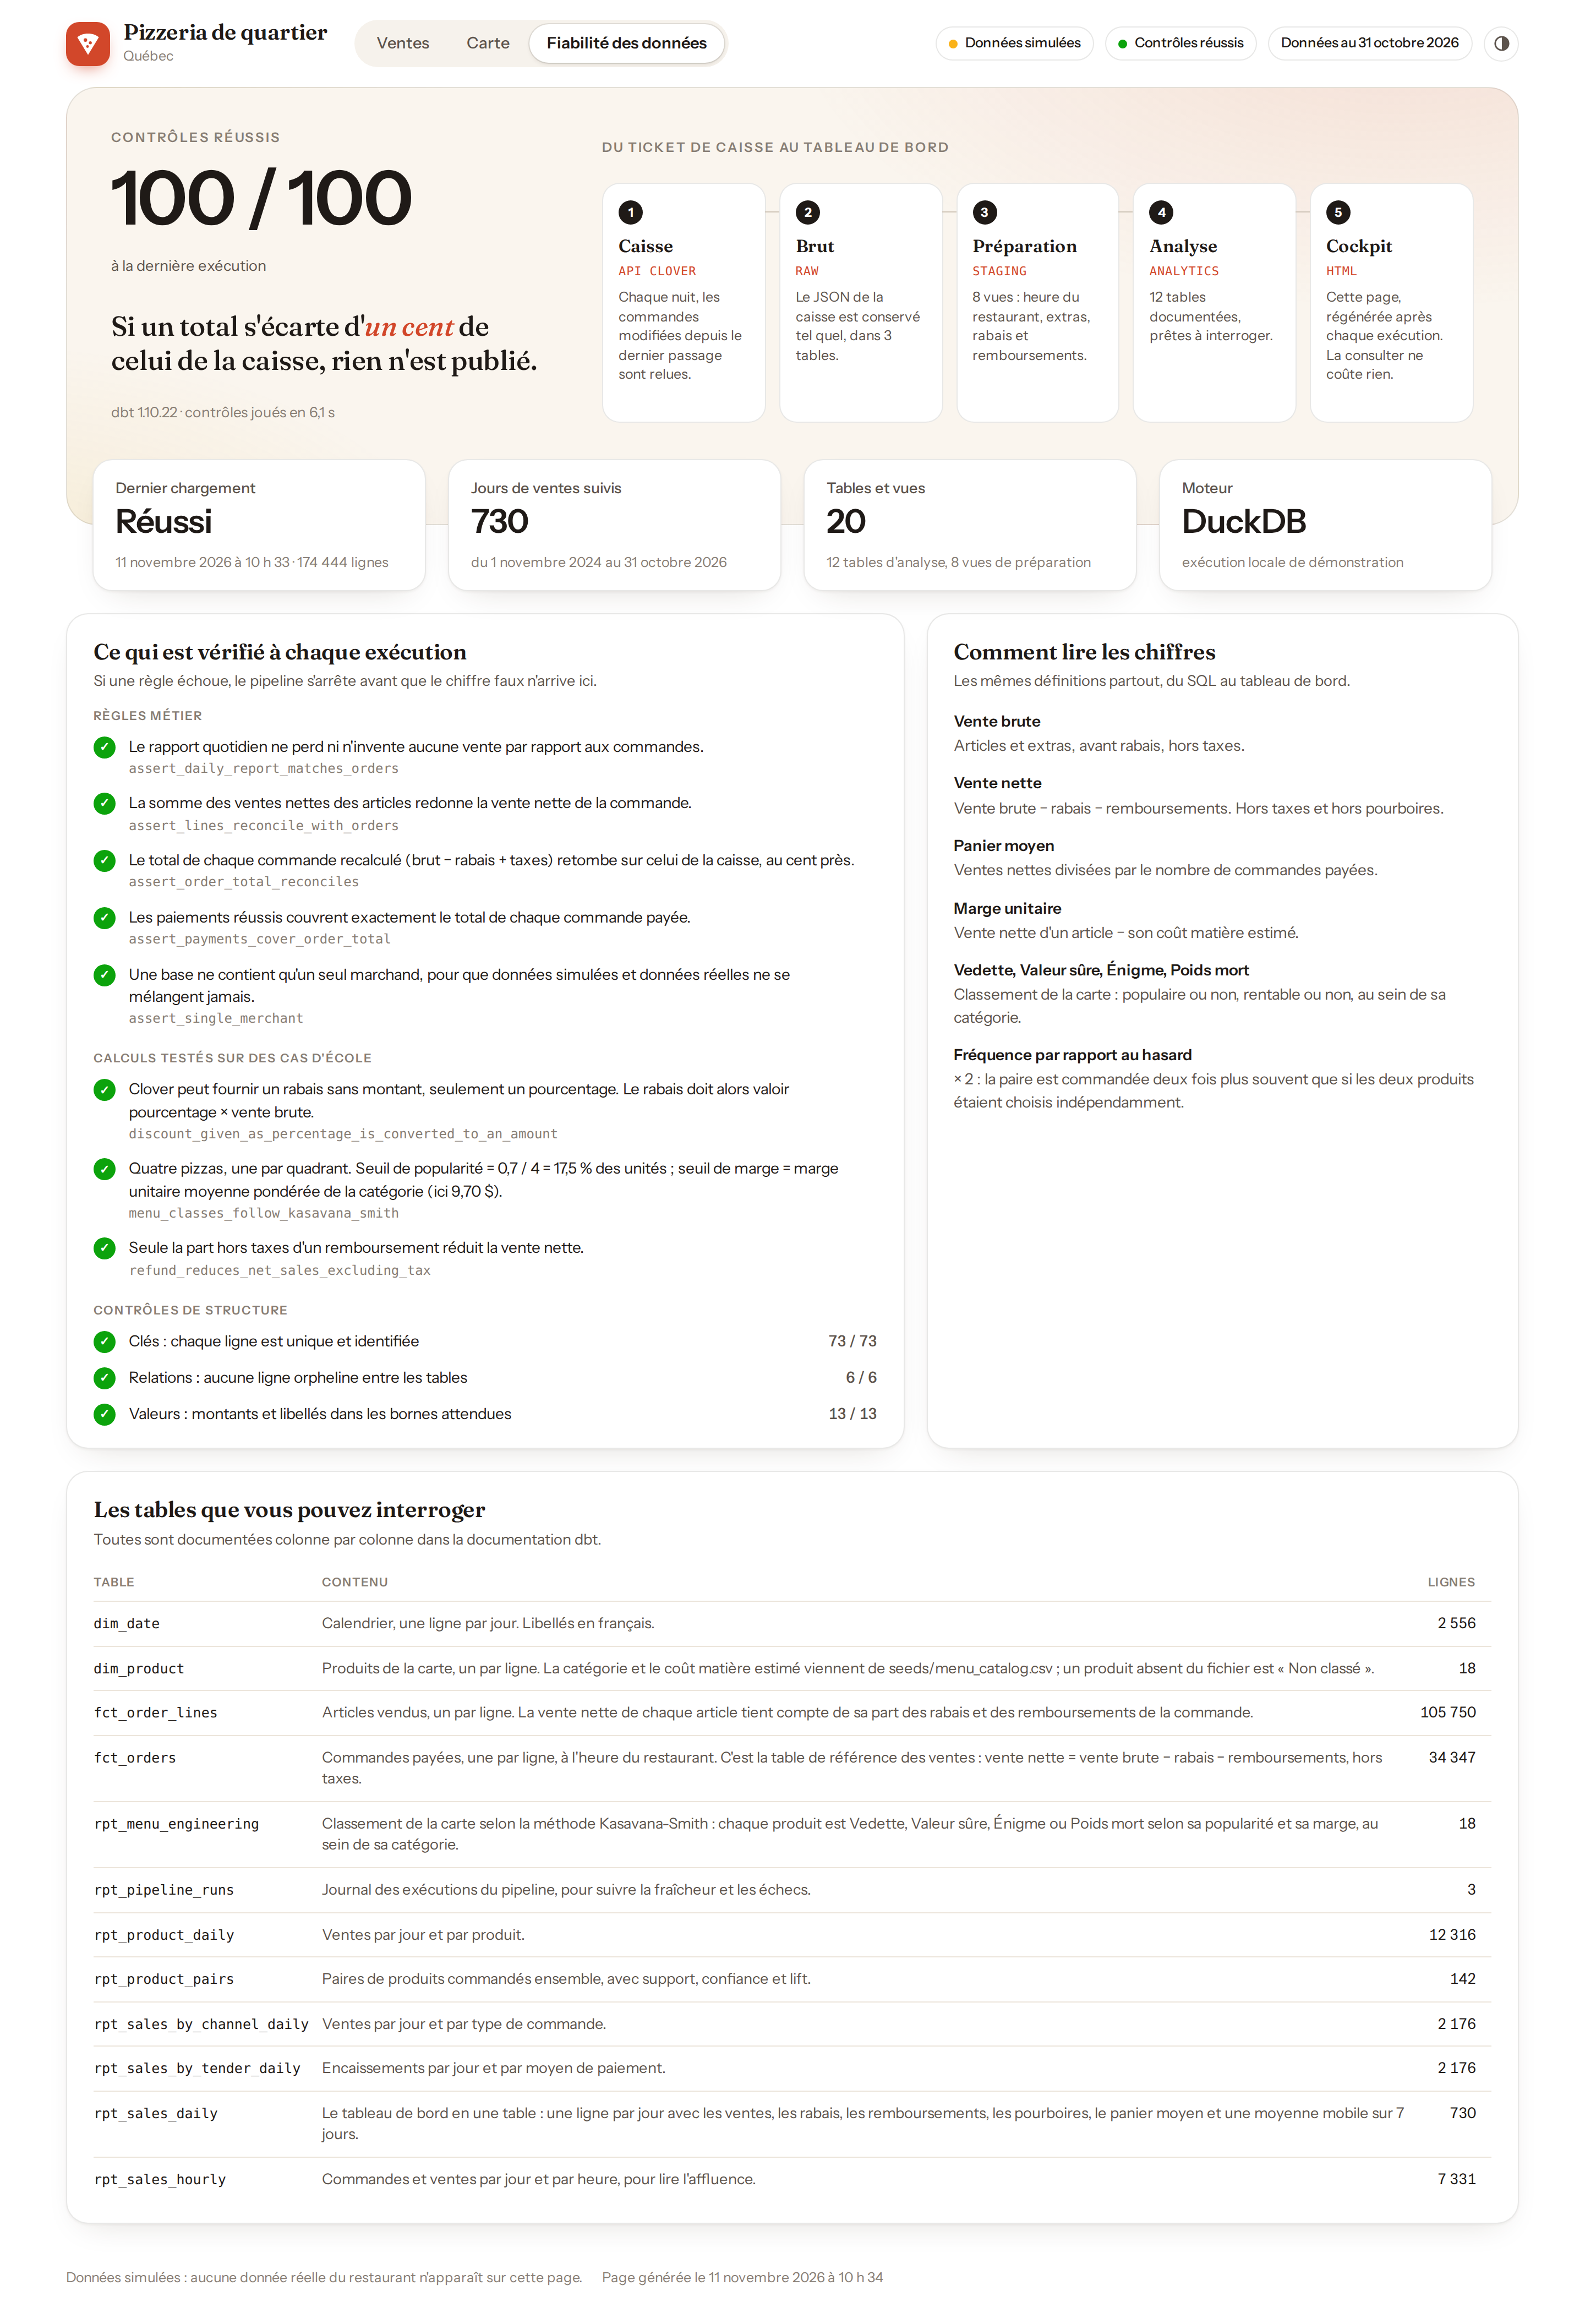 Pizzeria de quartier
Québec
Ventes
Carte
Fiabilité des données
Données simulées
Contrôles réussis
Données au 31 octobre 2026
CONTRÔLES RÉUSSIS
100 / 100
à la dernière exécution
Si un total s'écarte d'un cent de
celui de la caisse, rien n'est publié.
dbt 1.10.22 · contrôles joués en 6,1 s
DU TICKET DE CAISSE AU TABLEAU DE BORD
1
Caisse
API CLOVER
Chaque nuit, les
commandes
modifiées depuis le
dernier passage
sont relues.
2
Brut
RAW
Le JSON de la
caisse est conservé
tel quel, dans 3
tables.
3
Préparation
STAGING
8 vues : heure du
restaurant, extras,
rabais et
remboursements.
4
Analyse
ANALYTICS
12 tables
documentées,
prêtes à interroger.
5
Cockpit
HTML
Cette page,
régénérée après
chaque exécution.
La consulter ne
coûte rien.
Dernier chargement
Réussi
11 novembre 2026 à 10 h 33 · 174 444 lignes
Jours de ventes suivis
730
du 1 novembre 2024 au 31 octobre 2026
Tables et vues
20
12 tables d'analyse, 8 vues de préparation
Moteur
DuckDB
exécution locale de démonstration
Ce qui est vérifié à chaque exécution
Si une règle échoue, le pipeline s'arrête avant que le chiffre faux n'arrive ici.
RÈGLES MÉTIER
Le rapport quotidien ne perd ni n'invente aucune vente par rapport aux commandes.
assert_daily_report_matches_orders
La somme des ventes nettes des articles redonne la vente nette de la commande.
assert_lines_reconcile_with_orders
Le total de chaque commande recalculé (brut − rabais + taxes) retombe sur celui de la caisse, au cent près.
assert_order_total_reconciles
Les paiements réussis couvrent exactement le total de chaque commande payée.
assert_payments_cover_order_total
Une base ne contient qu'un seul marchand, pour que données simulées et données réelles ne se
mélangent jamais.
assert_single_merchant
CALCULS TESTÉS SUR DES CAS D'ÉCOLE
Clover peut fournir un rabais sans montant, seulement un pourcentage. Le rabais doit alors valoir
pourcentage × vente brute.
discount_given_as_percentage_is_converted_to_an_amount
Quatre pizzas, une par quadrant. Seuil de popularité = 0,7 / 4 = 17,5 % des unités ; seuil de marge = marge
unitaire moyenne pondérée de la catégorie (ici 9,70 $).
menu_classes_follow_kasavana_smith
Seule la part hors taxes d'un remboursement réduit la vente nette.
refund_reduces_net_sales_excluding_tax
CONTRÔLES DE STRUCTURE
Clés : chaque ligne est unique et identifiée 73 / 73
Relations : aucune ligne orpheline entre les tables 6 / 6
Valeurs : montants et libellés dans les bornes attendues 13 / 13
Comment lire les chiffres
Les mêmes définitions partout, du SQL au tableau de bord.
Vente brute
Articles et extras, avant rabais, hors taxes.
Vente nette
Vente brute − rabais − remboursements. Hors taxes et hors pourboires.
Panier moyen
Ventes nettes divisées par le nombre de commandes payées.
Marge unitaire
Vente nette d'un article − son coût matière estimé.
Vedette, Valeur sûre, Énigme, Poids mort
Classement de la carte : populaire ou non, rentable ou non, au sein de sa
catégorie.
Fréquence par rapport au hasard
× 2 : la paire est commandée deux fois plus souvent que si les deux produits
étaient choisis indépendamment.
Les tables que vous pouvez interroger
Toutes sont documentées colonne par colonne dans la documentation dbt.
TABLE CONTENU LIGNES
dim_date Calendrier, une ligne par jour. Libellés en français. 2 556
dim_product Produits de la carte, un par ligne. La catégorie et le coût matière estimé viennent de seeds/menu_catalog.csv ; un produit absent du fichier est « Non classé ». 18
fct_order_lines Articles vendus, un par ligne. La vente nette de chaque article tient compte de sa part des rabais et des remboursements de la commande. 105 750
fct_orders Commandes payées, une par ligne, à l'heure du restaurant. C'est la table de référence des ventes : vente nette = vente brute − rabais − remboursements, hors 34 347
taxes.
rpt_menu_engineering Classement de la carte selon la méthode Kasavana-Smith : chaque produit est Vedette, Valeur sûre, Énigme ou Poids mort selon sa popularité et sa marge, au 18
sein de sa catégorie.
rpt_pipeline_runs Journal des exécutions du pipeline, pour suivre la fraîcheur et les échecs. 3
rpt_product_daily Ventes par jour et par produit. 12 316
rpt_product_pairs Paires de produits commandés ensemble, avec support, confiance et lift. 142
rpt_sales_by_channel_daily Ventes par jour et par type de commande. 2 176
rpt_sales_by_tender_daily Encaissements par jour et par moyen de paiement. 2 176
rpt_sales_daily Le tableau de bord en une table : une ligne par jour avec les ventes, les rabais, les remboursements, les pourboires, le panier moyen et une moyenne mobile sur 7 730
jours.
rpt_sales_hourly Commandes et ventes par jour et par heure, pour lire l'affluence. 7 331
Données simulées : aucune donnée réelle du restaurant n'apparaît sur cette page. Page générée le 11 novembre 2026 à 10 h 34